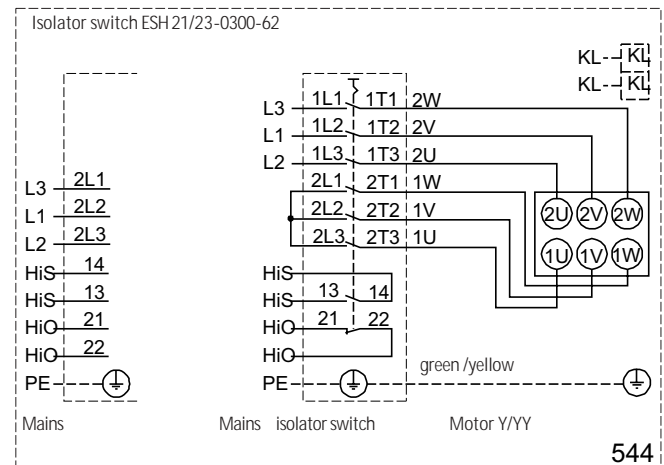 Isolator switch ESH 21/23-0300-62
KL KL
KL KL
L3 1L1 1T1 2W
L1 1L2 1T2 2V
L2 1L3 1T3 2U
2L1 2T1 1W
2L2 2T2 1V
2L3 2T3 1U
L3 2L1
L1 2L2
L2 2L3
HiS 14
HiS 13
HiO 21
HiO 22
PE
HiS
HiS 13 14
HiO 21 22
HiO
PE
2U 2V 2W
1U 1V 1W
green /yellow
Mains
Mains isolator switch
Motor Y/YY
544